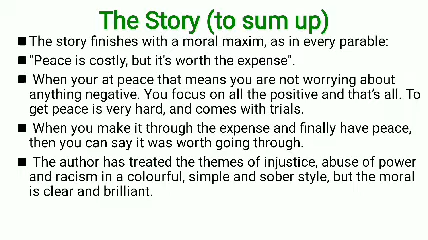 The Story (to sum up)
■ The story finishes with a moral maxim, as in every parable:
■ "Peace is costly, but it's worth the expense".
■ When your at peace that means you are not worrying about
anything negative. You focus on all the positive and that's all. To
get peace is very hard, and comes with trials.
■ When you make it through the expense and finally have peace,
then you can say it was worth going through.
■ The author has treated the themes of injustice, abuse of power
and racism in a colourful, simple and sober style, but the moral
is clear and brilliant.